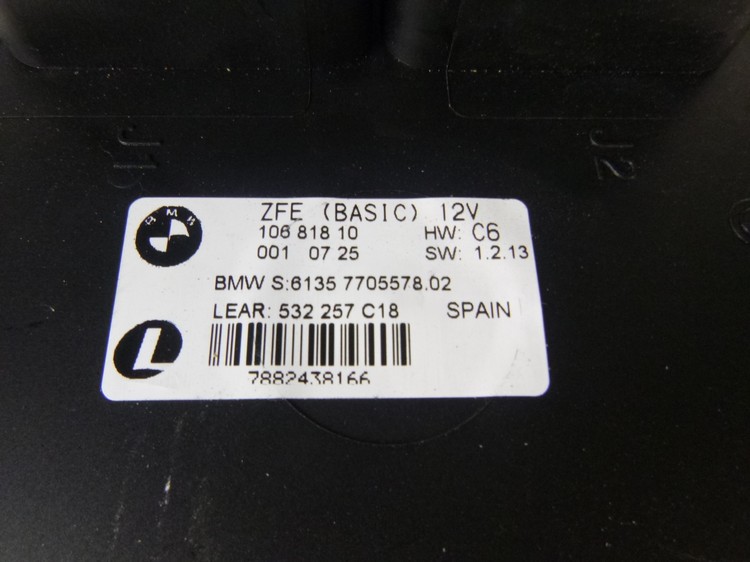 J1
J2
BMW
ZFE (BASIC) 12V
106 818 10 HW: C6
001 07 25 SW: 1.2.13
BMW S:6135 7705578.02
LEAR: 532 257 C18 SPAIN
L
7882438166